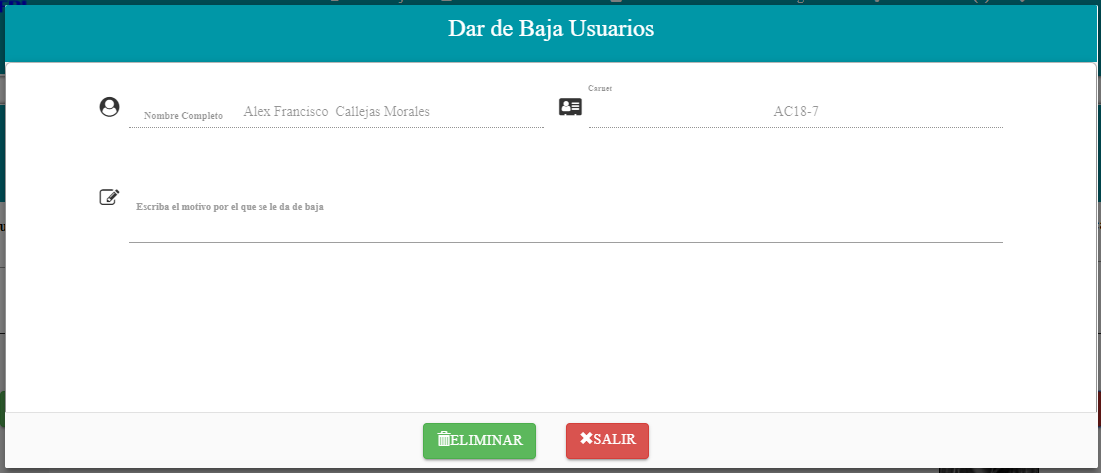 Dar de Baja Usuarios
Carnet
Nombre Completo Alex Francisco Callejas Morales AC18-7
Escriba el motivo por el que se le da de baja
ELIMINAR SALIR